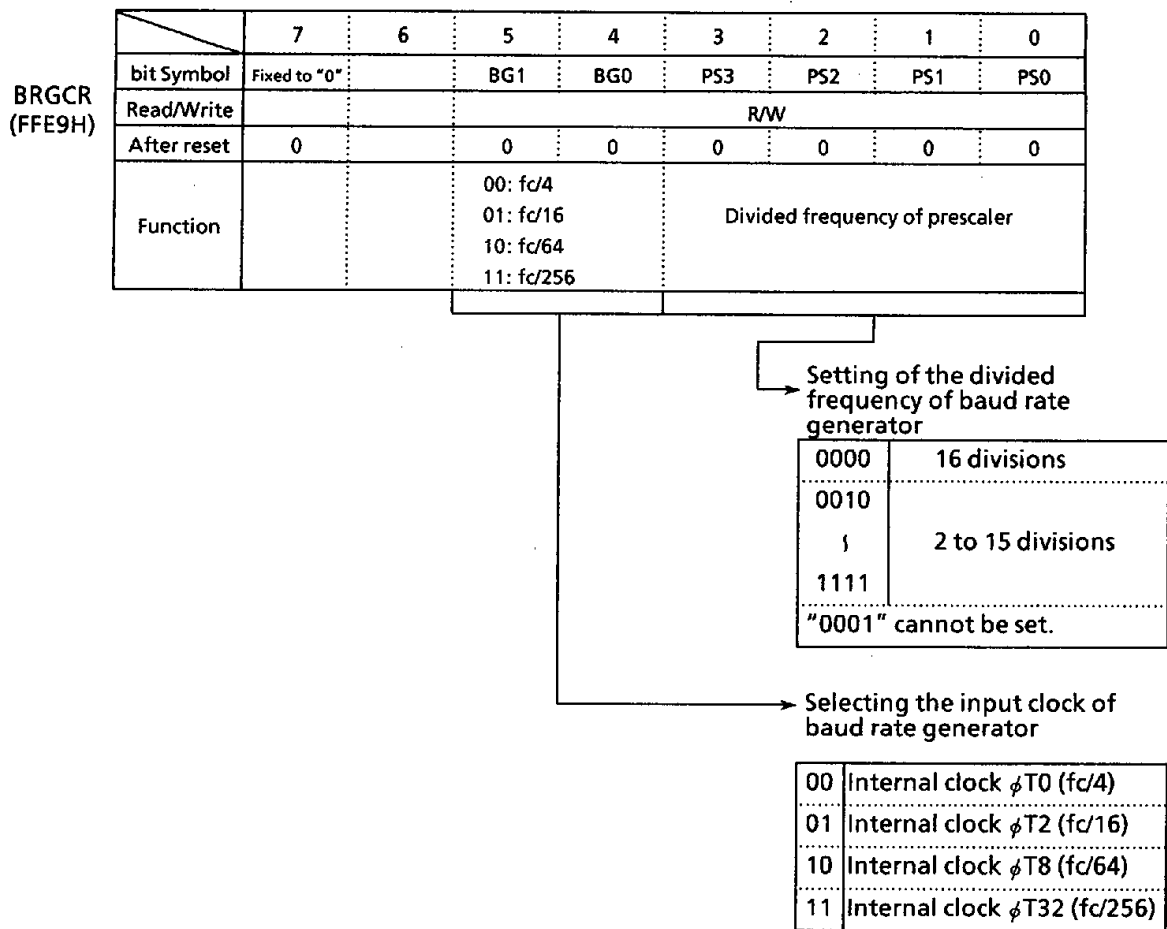 7 6 5 4 3 2 1 0
bit Symbol Fixed to "0" BG1 BG0 PS3 PS2 PS1 PS0
BRGCR
(FFE9H)
Read/Write R/W
After reset 0 0 0 0 0 0 0
Function
00: fc/4
01: fc/16
10: fc/64
11: fc/256
Divided frequency of prescaler
Setting of the divided
frequency of baud rate
generator
0000 16 divisions
0010
∫ 2 to 15 divisions
1111
"0001" cannot be set.
Selecting the input clock of
baud rate generator
00 Internal clock ϕT0 (fc/4)
01 Internal clock ϕT2 (fc/16)
10 Internal clock ϕT8 (fc/64)
11 Internal clock ϕT32 (fc/256)